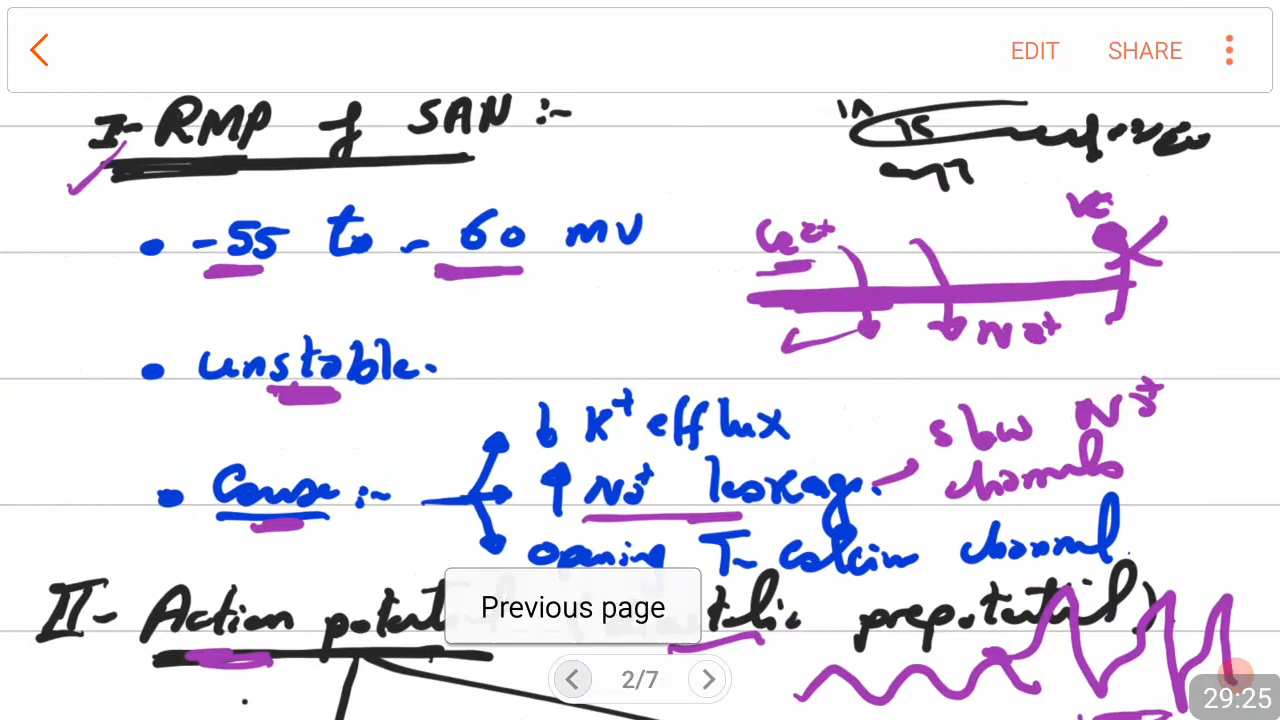 EDIT SHARE
I- RMP of SAN :-
in
• -55 to - 60 mv
Ca2+
Na+
• unstable.
• Cause :-
↓ K+ efflux
↑ Na+ leakage.
slow Na+ channels
opening T- calcium channel.
II- Action prepotential)
Previous page
2/7
29:25